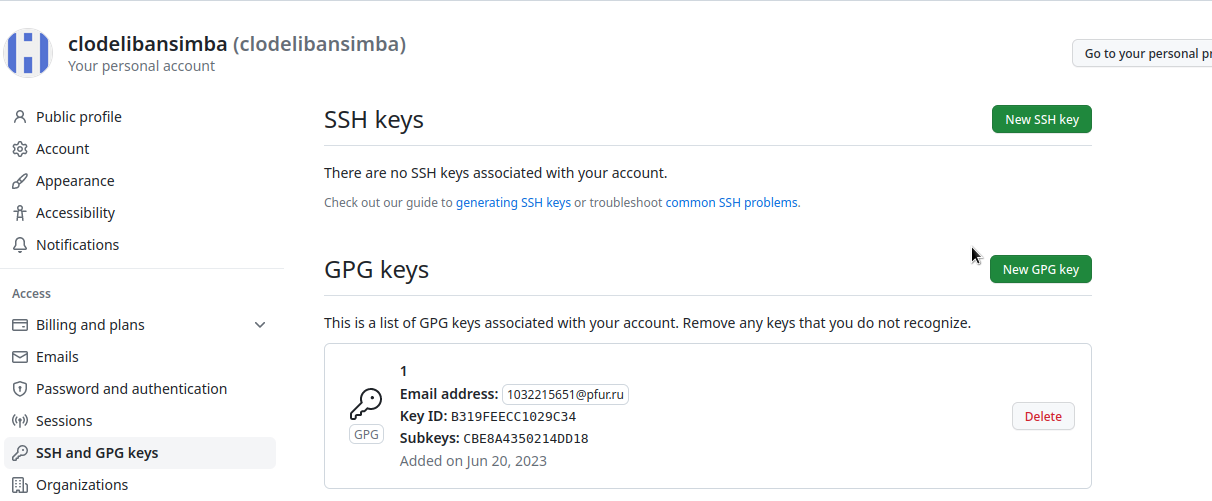 clodelibansimba (clodelibansimba)
Your personal account
Go to your personal pr
Public profile
Account
Appearance
Accessibility
Notifications
Access
Billing and plans
Emails
Password and authentication
Sessions
SSH and GPG keys
Organizations
SSH keys
New SSH key
There are no SSH keys associated with your account.
Check out our guide to generating SSH keys or troubleshoot common SSH problems.
GPG keys
New GPG key
This is a list of GPG keys associated with your account. Remove any keys that you do not recognize.
1
Email address: 1032215651@pfur.ru
Key ID: B319FEECC1029C34
GPG
Subkeys: CBE8A4350214DD18
Added on Jun 20, 2023
Delete